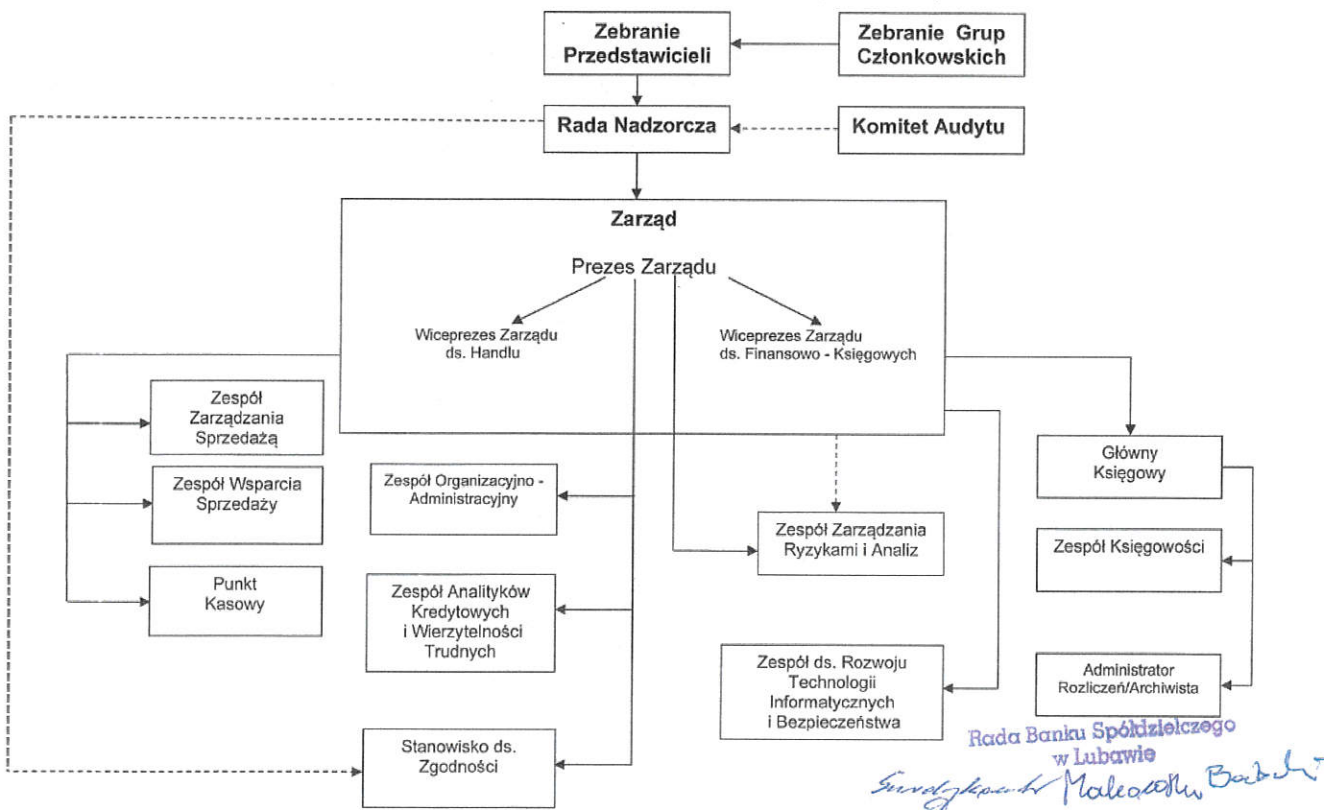 Zebranie
Przedstawicieli
Zebranie Grup
Członkowskich
Rada Nadzorcza
Komitet Audytu
Zarząd
Prezes Zarządu
Wiceprezes Zarządu
ds. Handlu
Wiceprezes Zarządu
ds. Finansowo - Księgowych
Zespół
Zarządzania
Sprzedażą
Zespół Wsparcia
Sprzedaży
Punkt
Kasowy
Zespół Organizacyjno -
Administracyjny
Zespół Analityków
Kredytowych
i Wierzytelności
Trudnych
Stanowisko ds.
Zgodności
Zespół Zarządzania
Ryzykami i Analiz
Zespół ds. Rozwoju
Technologii
Informatycznych
i Bezpieczeństwa
Główny
Księgowy
Zespół Księgowości
Administrator
Rozliczeń/Archiwista
Rada Banku Spółdzielczego
w Lubawie